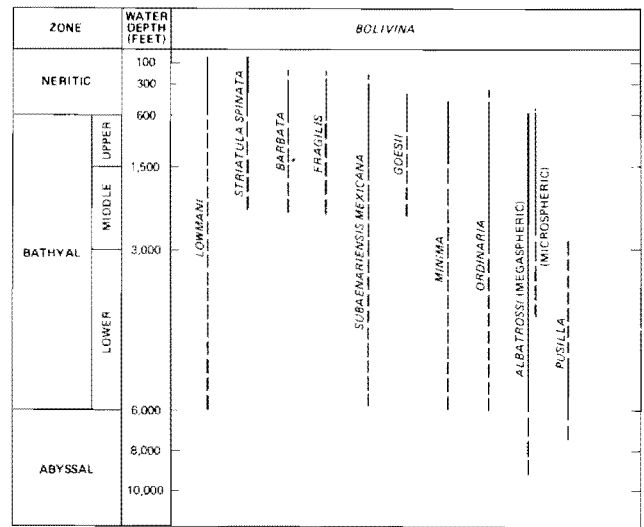 ZONE
WATER
DEPTH
(FEET)
BOLIVINA
NERITIC
BATHYAL
UPPER
MIDDLE
LOWER
ABYSSAL
100
300
600
1,500
3,000
6,000
8,000
10,000
LOWMANI
STRIATULA SPINATA
BARBATA
FRAGILIS
SUBAENARIENSIS MEXICANA
GOESII
MINIMA
ORDINARIA
ALBATROSSI (MEGASPHERIC)
(MICROSPHERIC)
PUSILLA